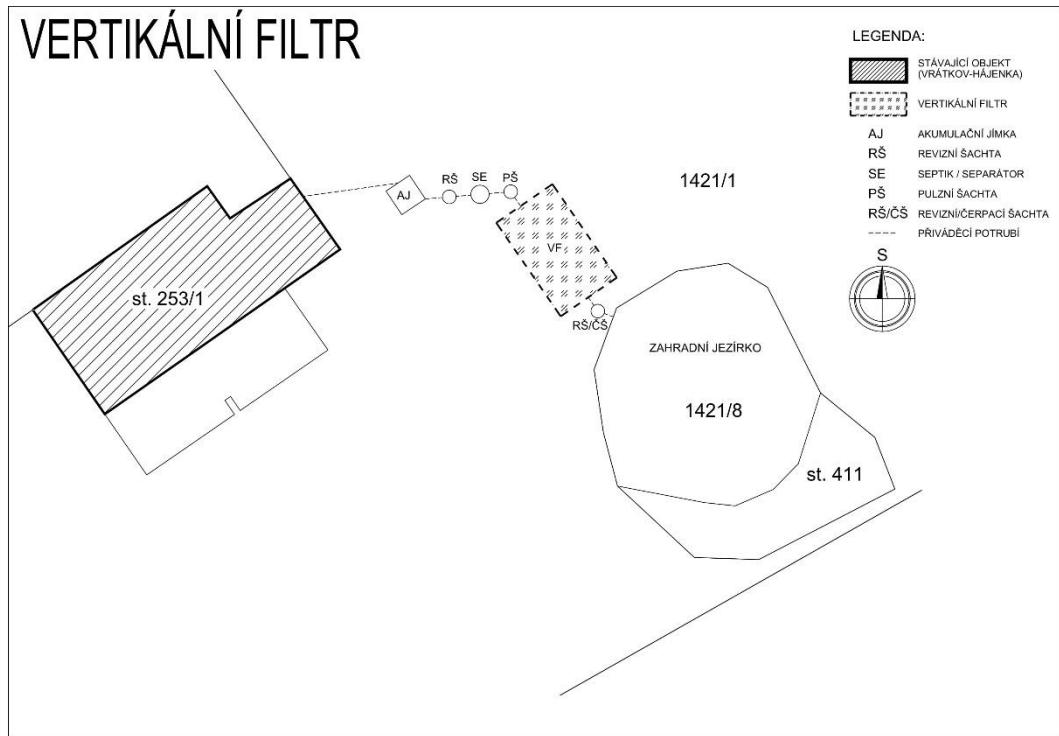 VERTIKÁLNÍ FILTR
LEGENDA:
STÁVAJÍCÍ OBJEKT
(VRÁTKOV-HÁJENKA)
VERTIKÁLNÍ FILTR
AJ AKUMULAČNÍ JÍMKA
RŠ REVIZNÍ ŠACHTA
SE SEPTIK / SEPARÁTOR
PŠ PULZNÍ ŠACHTA
RŠ/ČŠ REVIZNÍ/ČERPACÍ ŠACHTA
PŘIVÁDĚCÍ POTRUBÍ
S
AJ
RŠ
SE
PŠ
1421/1
VF
st. 253/1
RŠ/ČŠ
ZAHRADNÍ JEZÍRKO
1421/8
st. 411